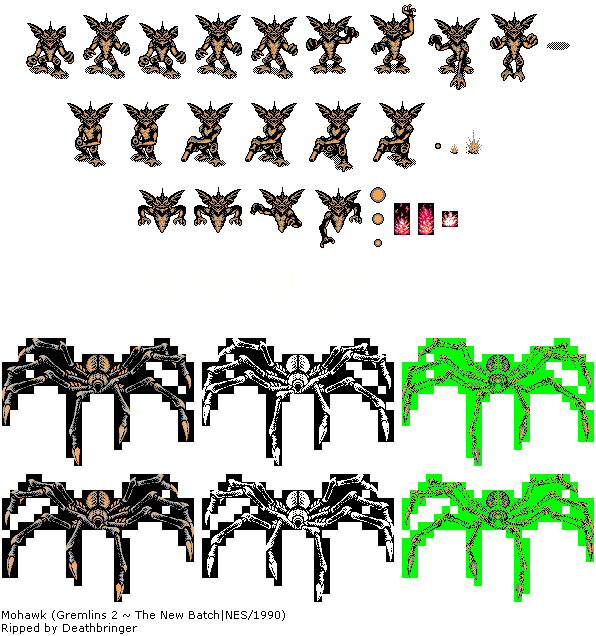 Mohawk (Gremlins 2 ~ The New Batch|NES/1990)
Ripped by Deathbringer